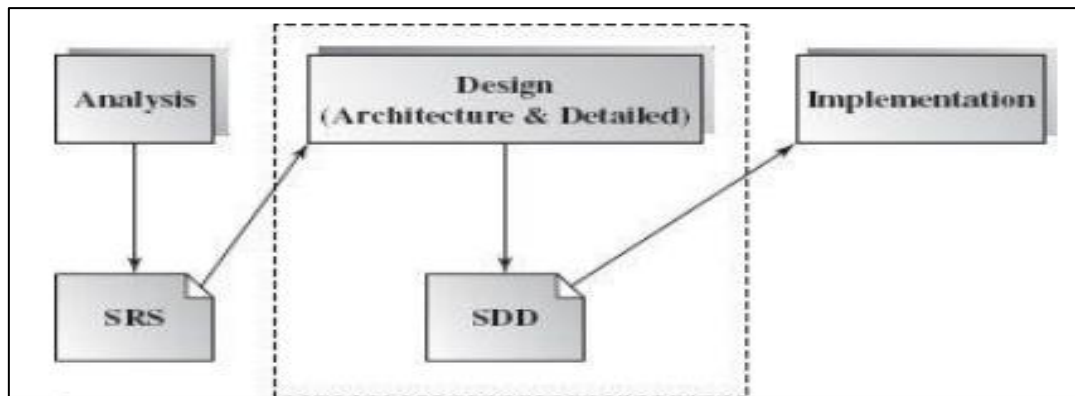 Analysis
Design
(Architecture & Detailed)
Implementation
SRS
SDD